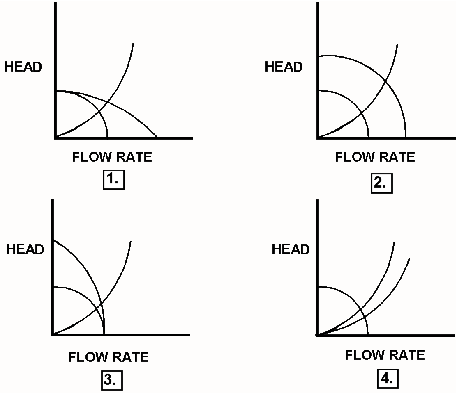 HEAD
FLOW RATE
1.
HEAD
FLOW RATE
2.
HEAD
FLOW RATE
3.
HEAD
FLOW RATE
4.